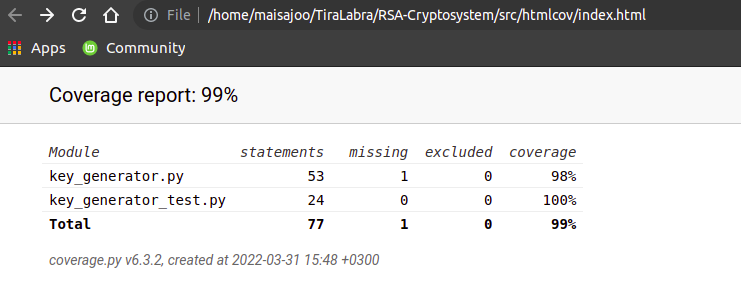 File | /home/maisajoo/TiraLabra/RSA-Cryptosystem/src/htmlcov/index.html
Apps Community
Coverage report: 99%
Module statements missing excluded coverage
key_generator.py 53 1 0 98%
key_generator_test.py 24 0 0 100%
Total 77 1 0 99%
coverage.py v6.3.2, created at 2022-03-31 15:48 +0300